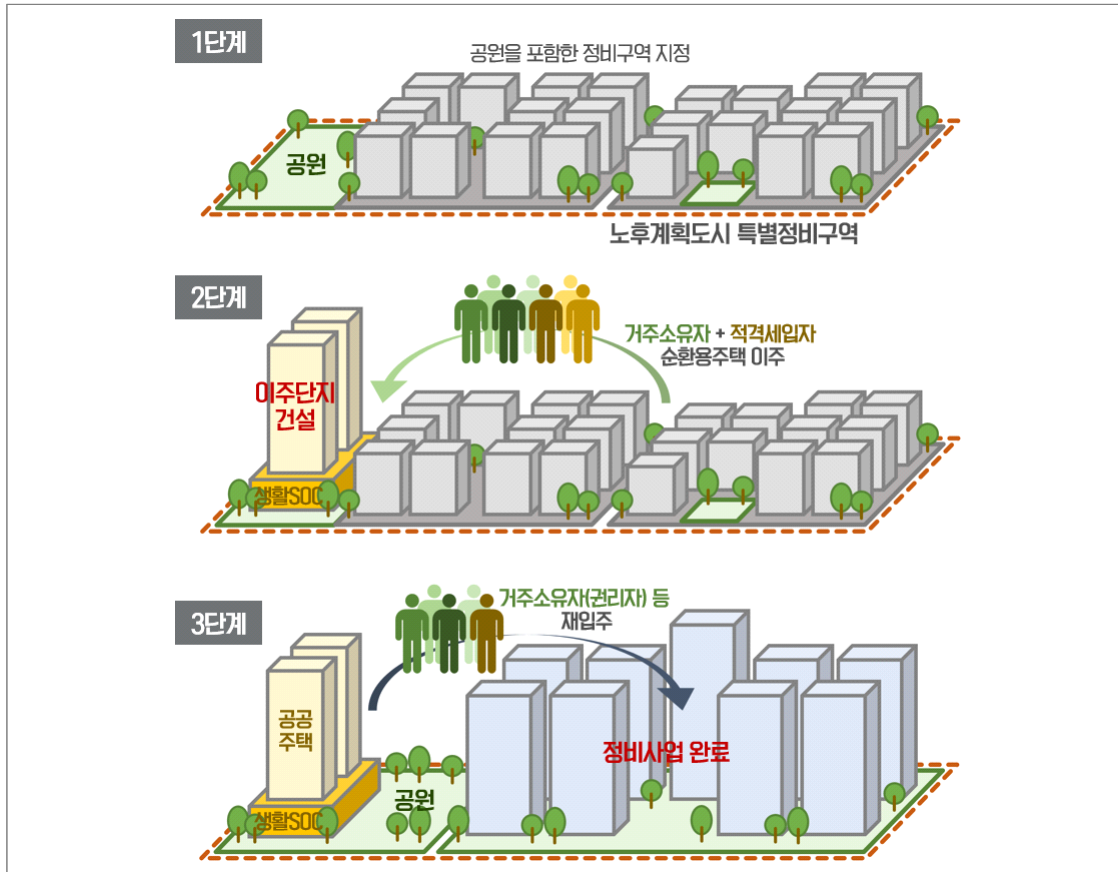 1단계
공원을 포함한 정비구역 지정
공원
노후계획도시 특별정비구역
2단계
거주소유자 + 적격세입자
순환용주택 이주
이주단지
건설
생활SOC
3단계
거주소유자(권리자) 등
재입주
공공
주택
정비사업 완료
공원
생활SOC